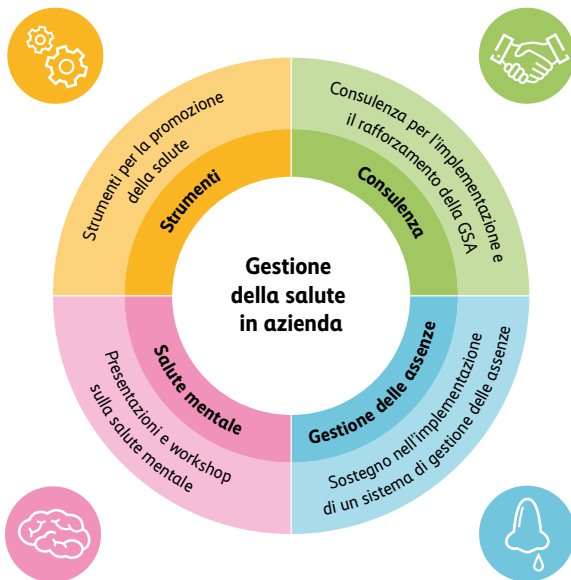 Strumenti per la promozione
della salute
Strumenti
Consulenza per l'implementazione e
il rafforzamento della GSA
Consulenza
Gestione
della salute
in azienda
Salute mentale
Presentazioni e workshop
sulla salute mentale
Gestione delle assenze
Sostegno nell'implementazione
di un sistema di gestione delle assenze